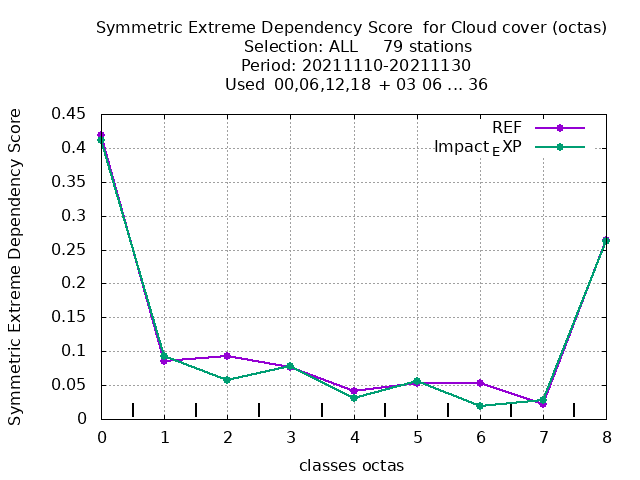 Symmetric Extreme Dependency Score  for Cloud cover (octas)
Selection: ALL     79 stations
Period: 20211110-20211130
Used  00,06,12,18 + 03 06 ... 36
REF
Impact_EXP
Symmetric Extreme Dependency Score
0.45
0.4
0.35
0.3
0.25
0.2
0.15
0.1
0.05
0
0 1 2 3 4 5 6 7 8
classes octas